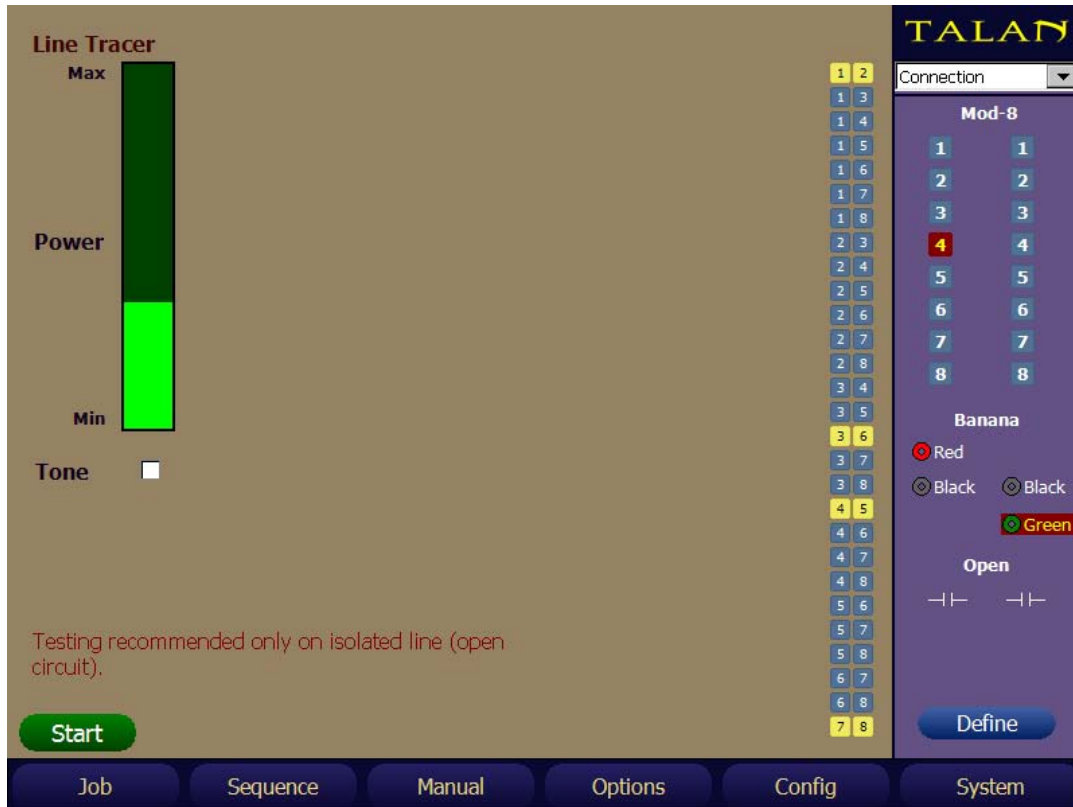 Line Tracer
Max
Power
Min
Tone
Testing recommended only on isolated line (open
circuit).
Start
1 2
1 3
1 4
1 5
1 6
1 7
1 8
2 3
2 4
2 5
2 6
2 7
2 8
3 4
3 5
3 6
3 7
3 8
4 5
4 6
4 7
4 8
5 6
5 7
5 8
6 7
6 8
7 8
TALAN
Connection
Mod-8
1 1
2 2
3 3
4 4
5 5
6 6
7 7
8 8
Banana
Red
Black Black
Green
Open
Define
Job Sequence Manual Options Config System